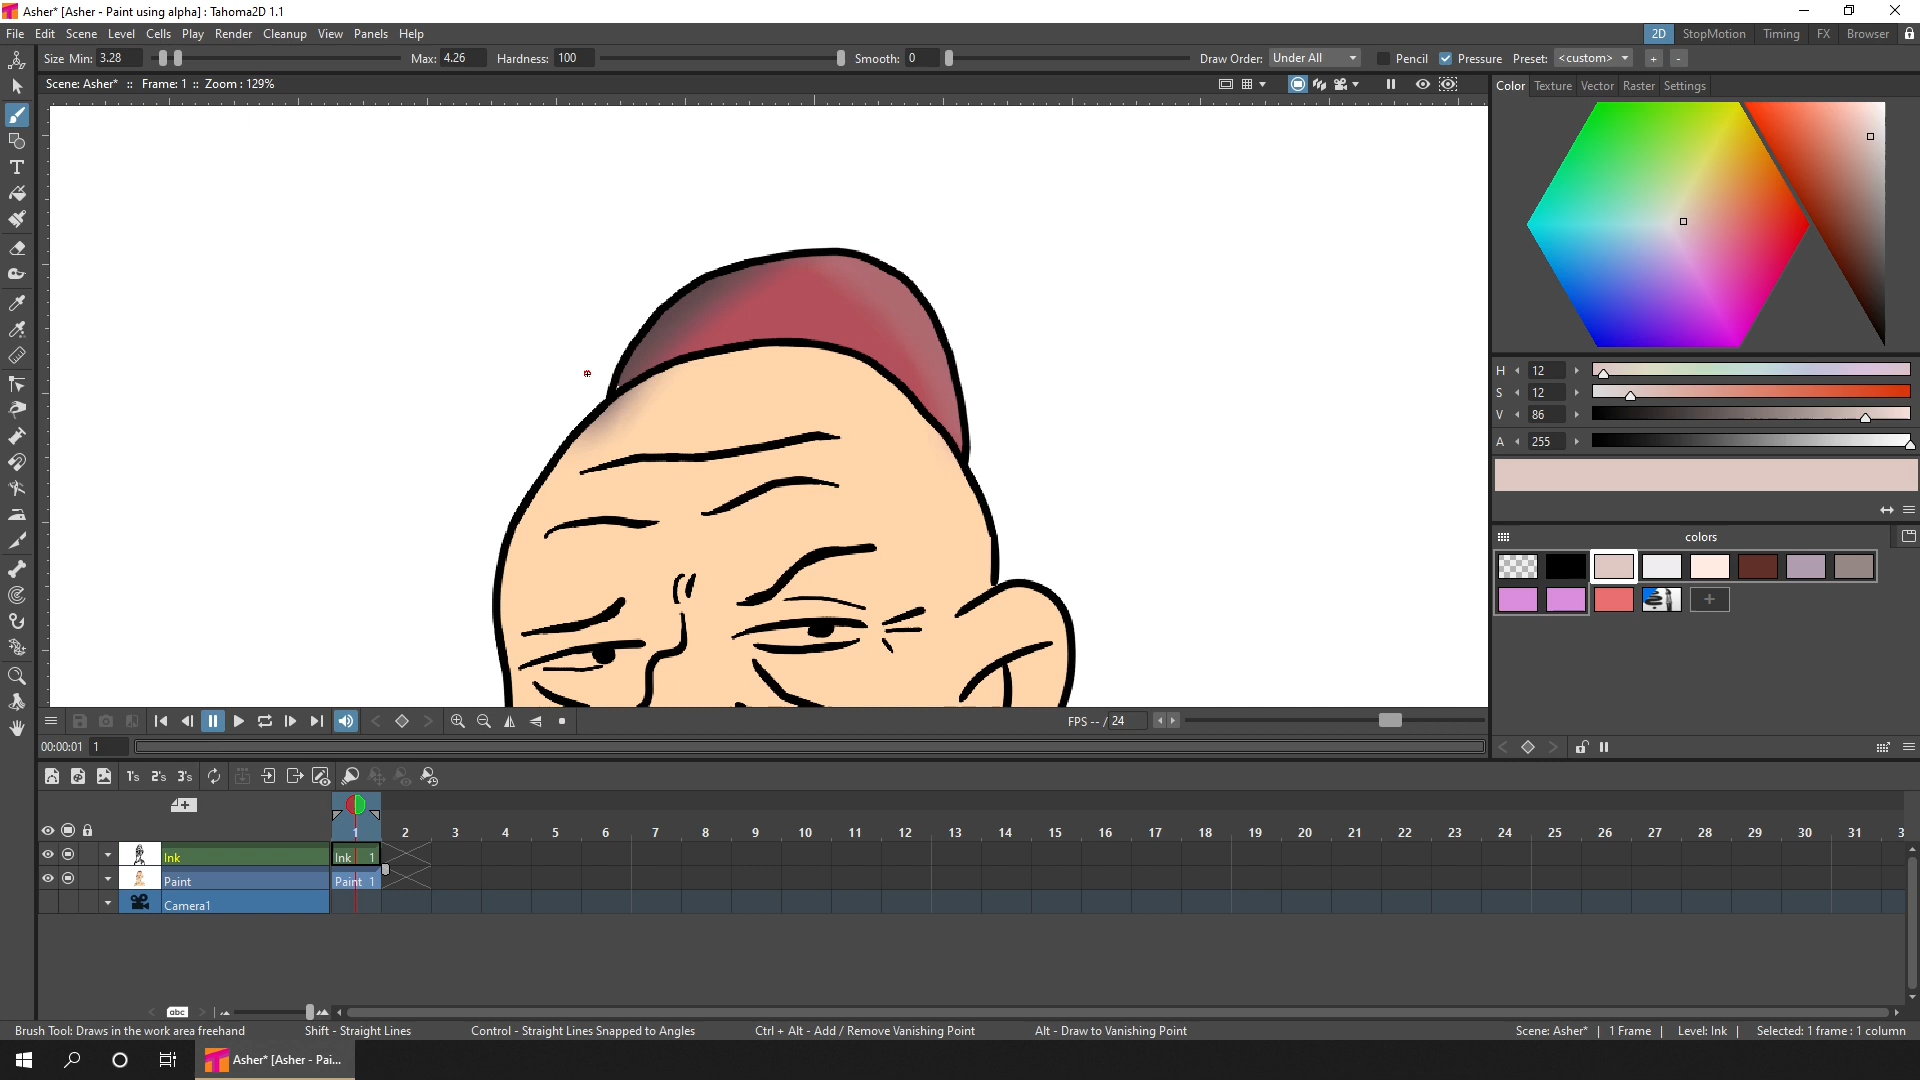 Asher* [Asher - Paint using alpha] : Tahoma2D 1.1
File Edit Scene Level Cells Play Render Cleanup View Panels Help
2D StopMotion Timing FX Browser
Size Min: 3.28 Max: 4.26 Hardness: 100 Smooth: 0 Draw Order: Under All Pencil Pressure Preset: <custom> + -
Scene: Asher* :: Frame: 1 :: Zoom : 129%
Color Texture Vector Raster Settings
H 12
S 12
V 86
A 255
colors
+
FPS -- / 24
00:00:01 1
1's 2's 3's
1 2 3 4 5 6 7 8 9 10 11 12 13 14 15 16 17 18 19 20 21 22 23 24 25 26 27 28 29 30 31 3
Ink Ink 1
Paint Paint 1
Camera1
abc
Brush Tool: Draws in the work area freehand Shift - Straight Lines Control - Straight Lines Snapped to Angles Ctrl + Alt - Add / Remove Vanishing Point Alt - Draw to Vanishing Point Scene: Asher* | 1 Frame | Level: Ink | Selected: 1 frame : 1 column
Asher* [Asher - Pai...